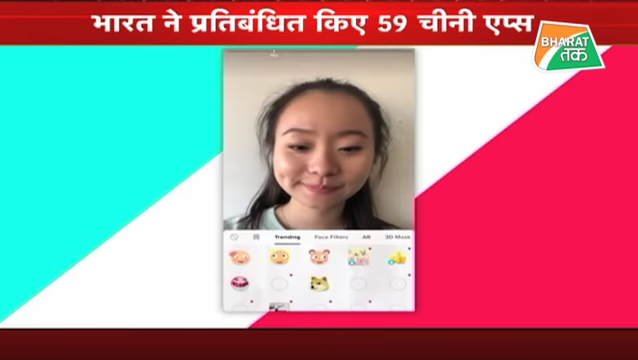 भारत ने प्रतिबंधित किए 59 चीनी एप्स
BHARAT
तक
Trending Face Filters AR 3D Mask